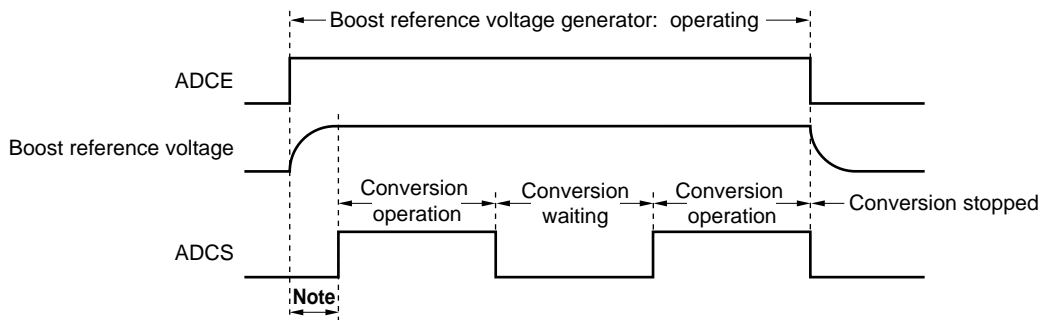 Boost reference voltage generator: operating
ADCE
Boost reference voltage
Conversion
operation
Conversion
waiting
Conversion
operation
Conversion stopped
ADCS
Note